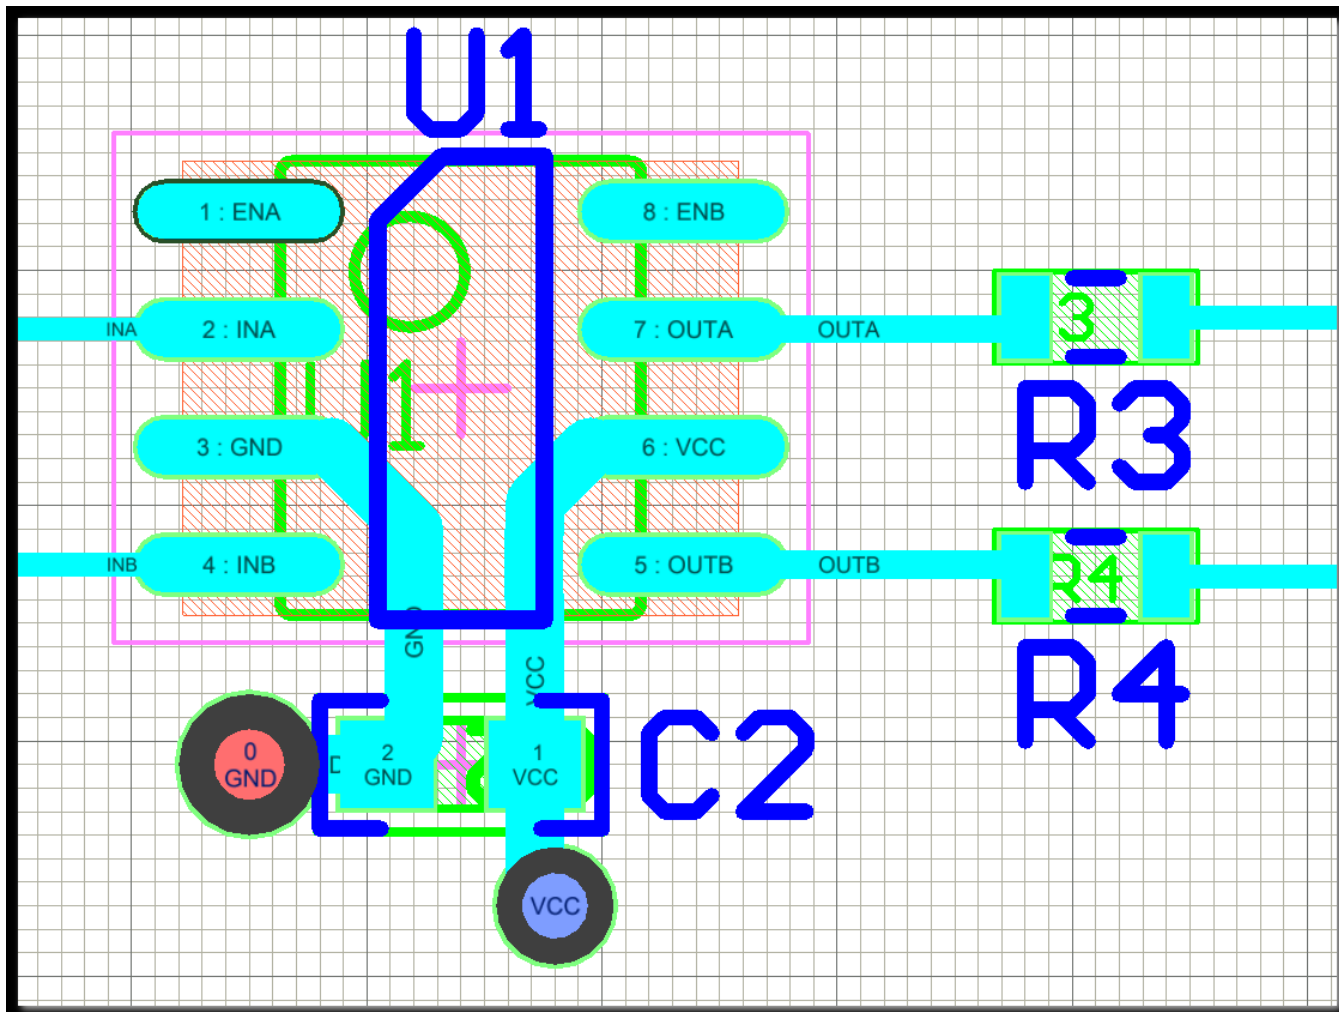 U1
1 : ENA
8 : ENB
INA
2 : INA
7 : OUTA
OUTA
3
R3
3 : GND
6 : VCC
INB
4 : INB
5 : OUTB
OUTB
R4
R4
GND
VCC
0
GND
2
GND
1
VCC
C2
VCC